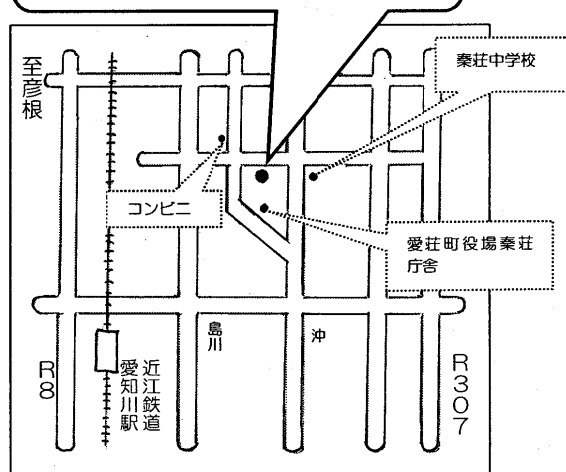 至彦根
秦荘中学校
コンビニ
愛荘町役場秦荘
庁舎
島川
沖
R8
近江鉄道
愛知川駅
R307